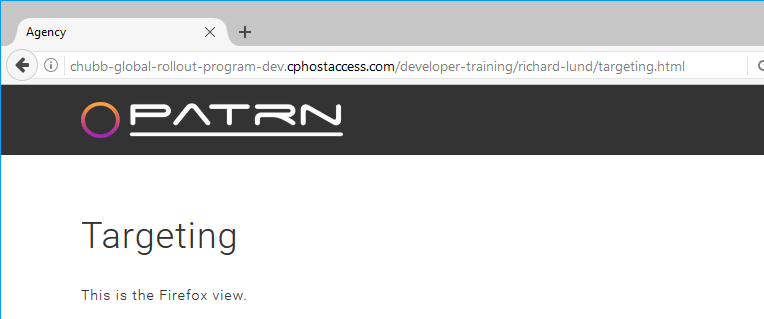 Agency
chubb-global-rollout-program-dev.cphostaccess.com/developer-training/richard-lund/targeting.html
PATRN
Targeting
This is the Firefox view.